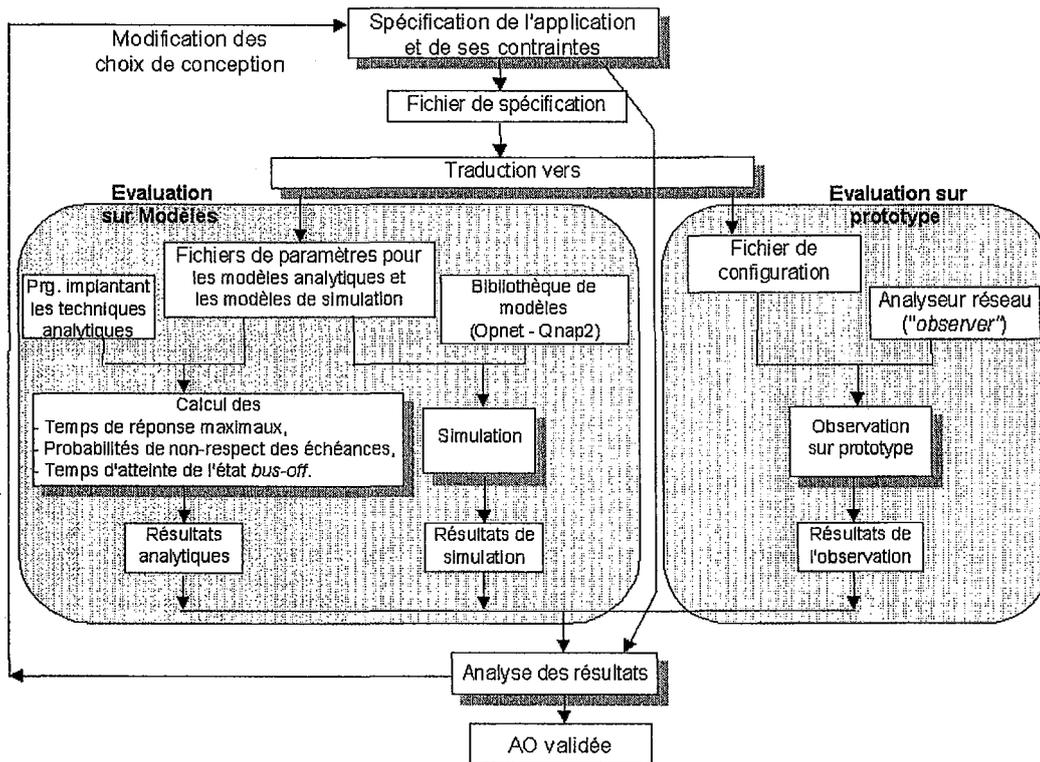 Spécification de l'application
et de ses contraintes
Modification des
choix de conception
Fichier de spécification
Traduction vers
Evaluation
sur Modèles
Evaluation sur
prototype
Fichiers de paramètres pour
les modèles analytiques et
les modèles de simulation
Prg. implantant
les techniques
analytiques
Bibliothèque de
modèles
(Opnet - Qnap2)
Fichier de
configuration
Analyseur réseau
("observer")
Calcul des
- Temps de réponse maximaux,
- Probabilités de non-respect des échéances,
- Temps d'atteinte de l'état bus-off.
Simulation
Observation
sur prototype
Résultats
analytiques
Résultats de
simulation
Résultats de
l'observation
Analyse des résultats
AO validée